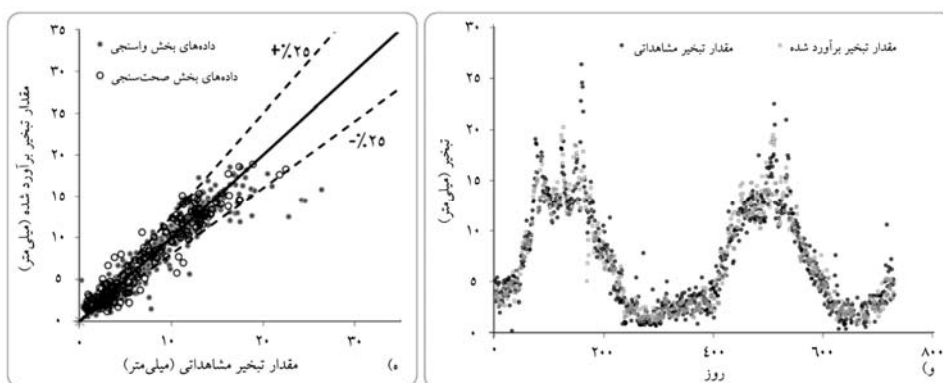 ۳۵
۳۰
۲۵
۲۰
۱۵
۱۰
۵
۰
مقدار تبخیر برآورد شده (میلی‌متر)
داده‌های بخش واسنجی
داده‌های بخش صحت‌سنجی
+%۲۵
-%۲۵
۰ ۱۰ ۲۰ ۳۰
مقدار تبخیر مشاهداتی (میلی‌متر)
ه)
۳۰
۲۵
۲۰
۱۵
۱۰
۵
۰
تبخیر (میلی‌متر)
مقدار تبخیر مشاهداتی
مقدار تبخیر برآورد شده
۰ ۲۰۰ ۴۰۰ ۶۰۰ ۸۰۰
روز
و)